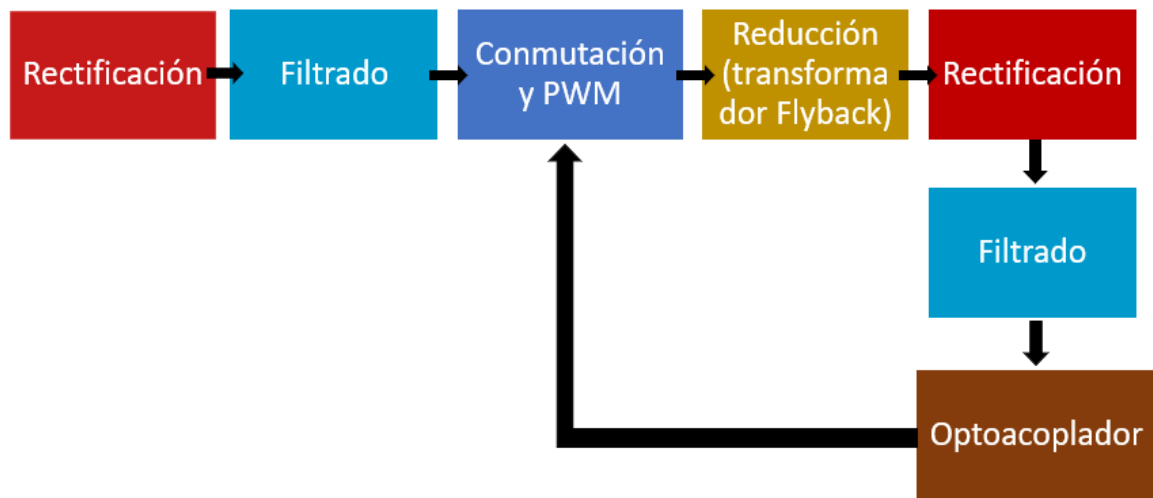 Rectificación
Filtrado
Conmutación
y PWM
Reducción
(transforma
dor Flyback)
Rectificación
Filtrado
Optoacoplador